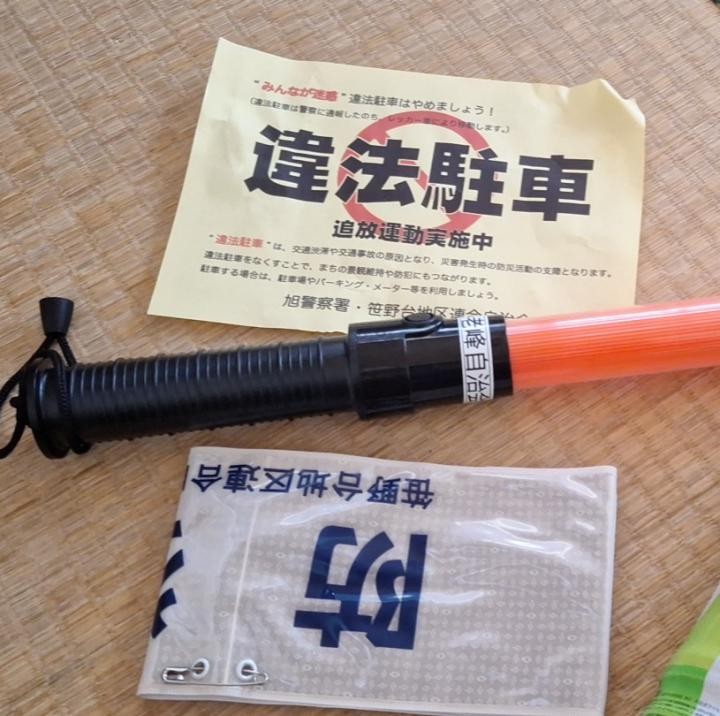 “みんなが迷惑”違法駐車はやめましょう！
（違法駐車は警察に通報したのち、レッカー車により移動します。）
違法駐車
追放運動実施中
“違法駐車”は、交通渋滞や交通事故の原因となり、災害発生時の防災活動の支障となります。
違法駐車をなくすことで、まちの景観維持や防犯にもつながります。
駐車する場合は、駐車場やパーキング・メーター等を利用しましょう。
旭警察署・笹野台地区連合自治会
峰自治
笹野台地区連合
防